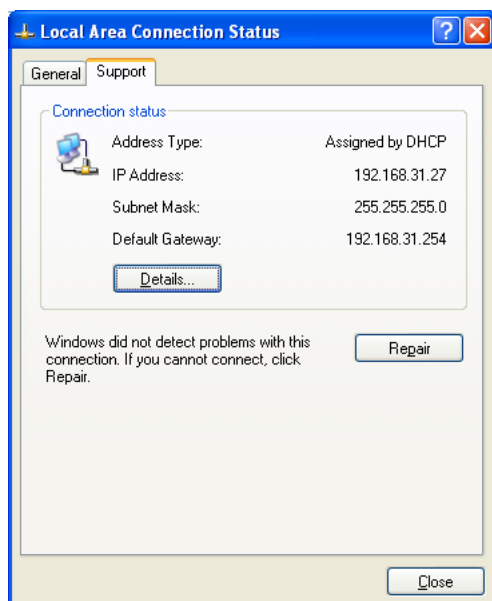 Local Area Connection Status
General Support
Connection status
Address Type: Assigned by DHCP
IP Address: 192.168.31.27
Subnet Mask: 255.255.255.0
Default Gateway: 192.168.31.254
Details...
Windows did not detect problems with this
connection. If you cannot connect, click
Repair.
Repair
Close